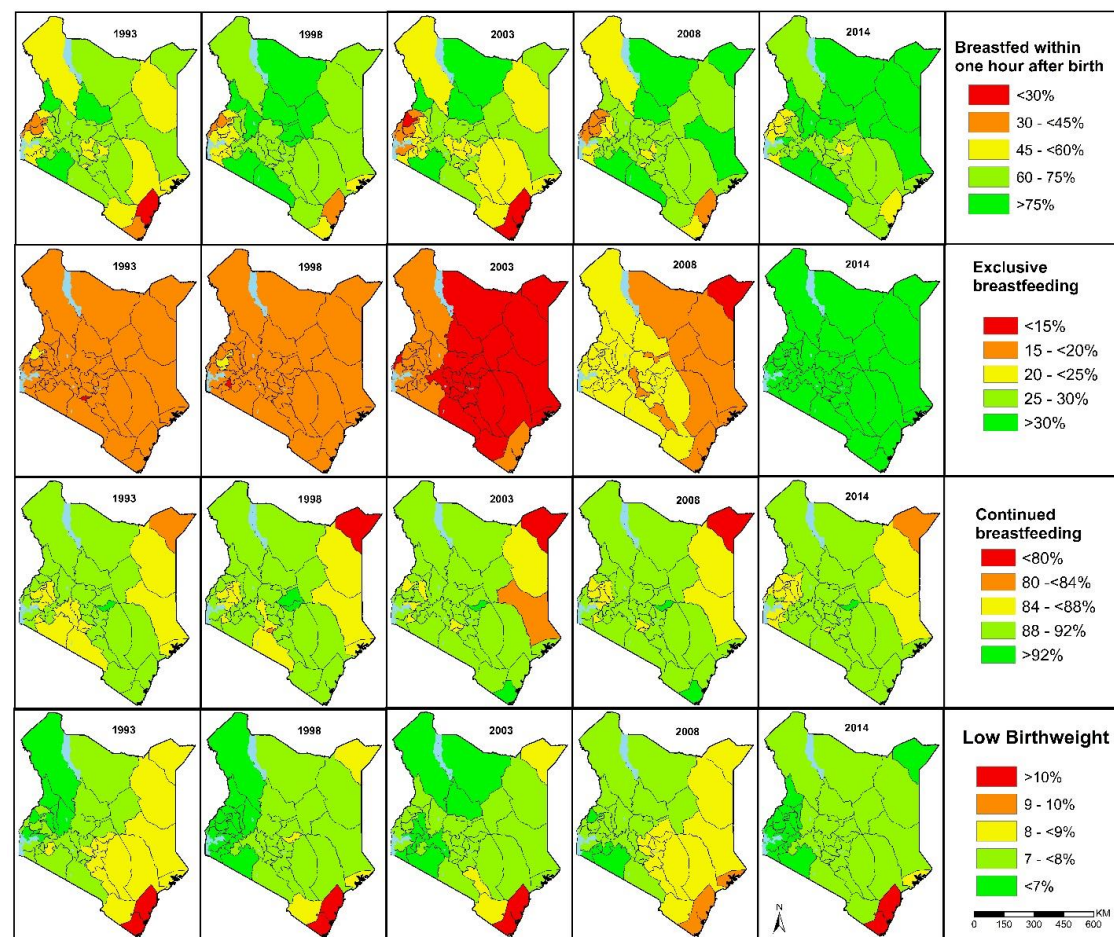 1993
1998
2003
2008
2014
Breastfed within
one hour after birth
<30%
30 - <45%
45 - <60%
60 - 75%
>75%
1993
1998
2003
2008
2014
Exclusive
breastfeeding
<15%
15 - <20%
20 - <25%
25 - 30%
>30%
1993
1998
2003
2008
2014
Continued
breastfeeding
<80%
80 -<84%
84 - <88%
88 - 92%
>92%
1993
1998
2003
2008
2014
Low Birthweight
>10%
9 - 10%
8 - <9%
7 - <8%
<7%
N
KM
0 150 300 450 600